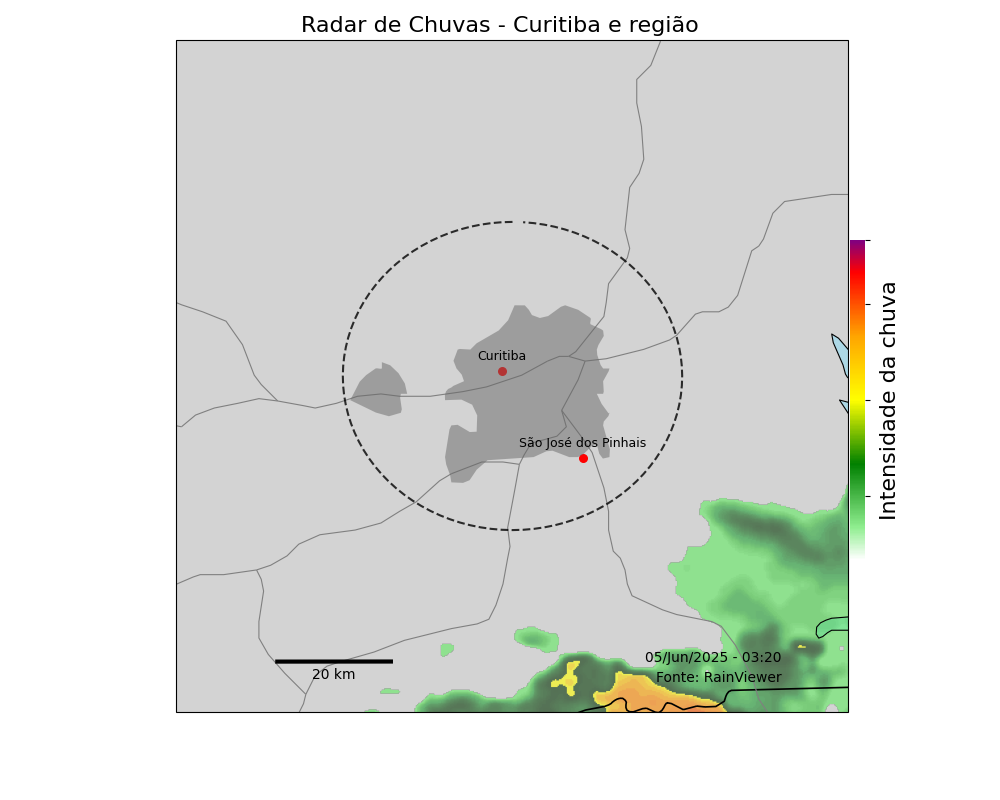 Radar de Chuvas - Curitiba e região
Curitiba
São José dos Pinhais
Intensidade da chuva
05/Jun/2025 - 03:20
Fonte: RainViewer
20 km